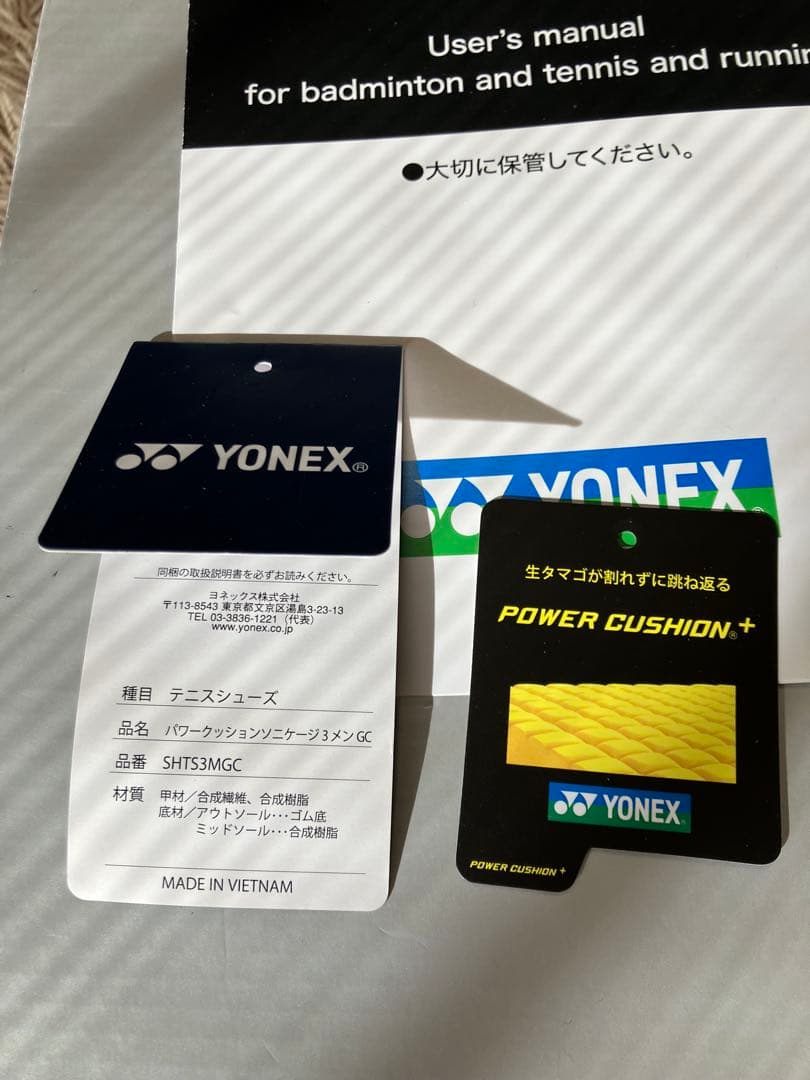 User's manual
for badminton and tennis and runnin
●大切に保管してください。
YONEX®
YONEX®
同梱の取扱説明書を必ずお読みください。
ヨネックス株式会社
〒113-8543 東京都文京区湯島3-23-13
TEL 03-3836-1221（代表）
www.yonex.co.jp
種目 テニスシューズ
品名 パワークッションソニケージ3メンGC
品番 SHTS3MGC
材質 甲材／合成繊維、合成樹脂
底材／アウトソール･･･ゴム底
ミッドソール･･･合成樹脂
MADE IN VIETNAM
生タマゴが割れずに跳ね返る
POWER CUSHION®+
YONEX®
POWER CUSHION+